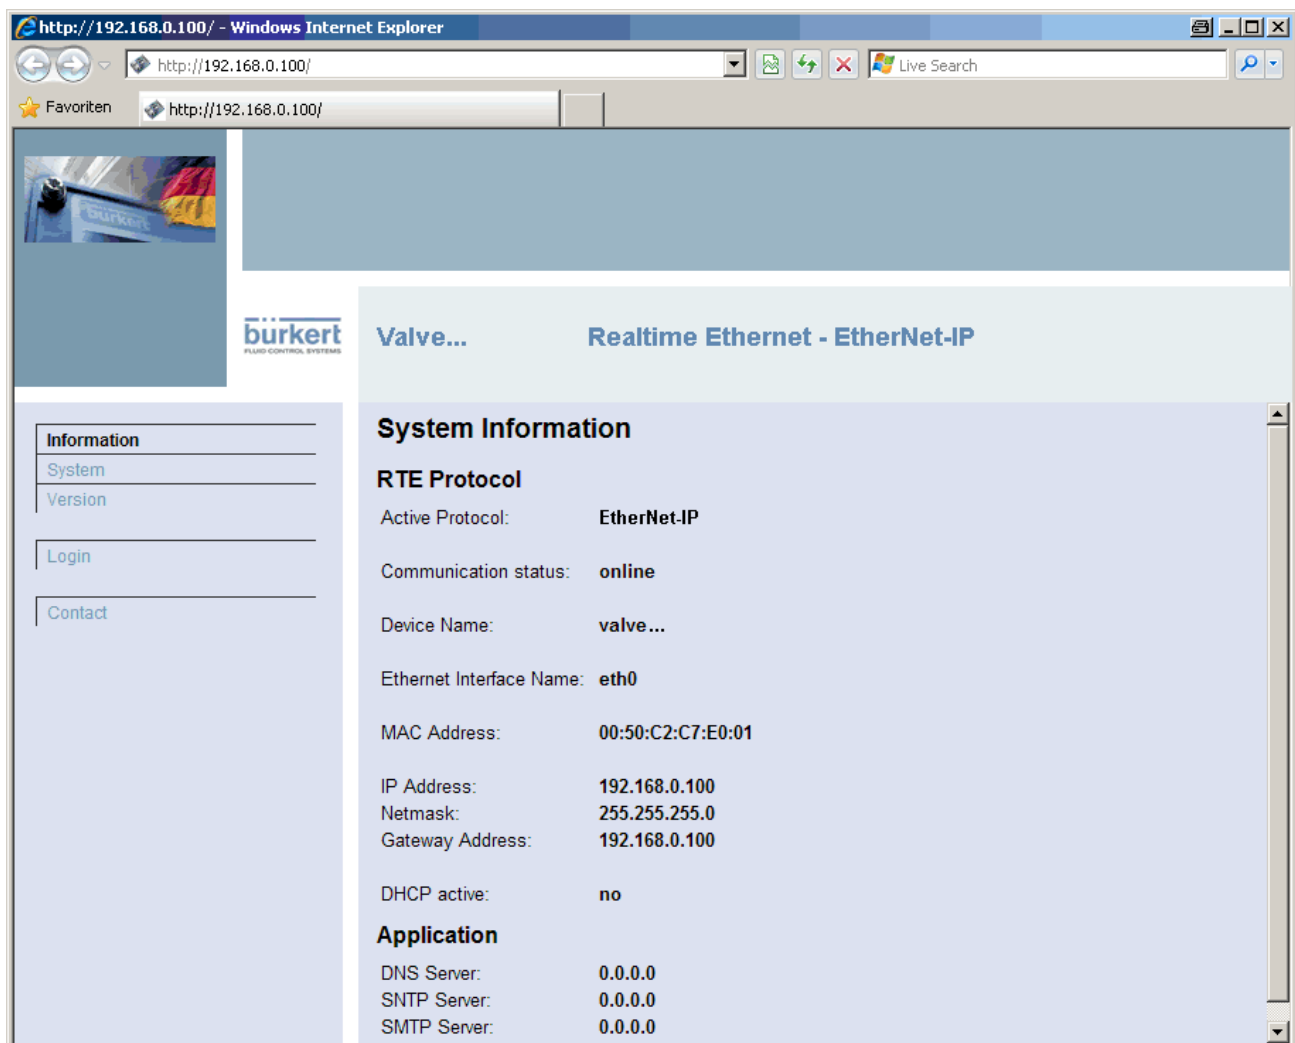 http://192.168.0.100/ - Windows Internet Explorer
http://192.168.0.100/
Live Search
Favoriten
http://192.168.0.100/
bürkert
bürkert
FLUID CONTROL SYSTEMS
Valve... Realtime Ethernet - EtherNet-IP
Information
System
Version
Login
Contact
System Information
RTE Protocol
Active Protocol: EtherNet-IP
Communication status: online
Device Name: valve...
Ethernet Interface Name: eth0
MAC Address: 00:50:C2:C7:E0:01
IP Address: 192.168.0.100
Netmask: 255.255.255.0
Gateway Address: 192.168.0.100
DHCP active: no
Application
DNS Server: 0.0.0.0
SNTP Server: 0.0.0.0
SMTP Server: 0.0.0.0